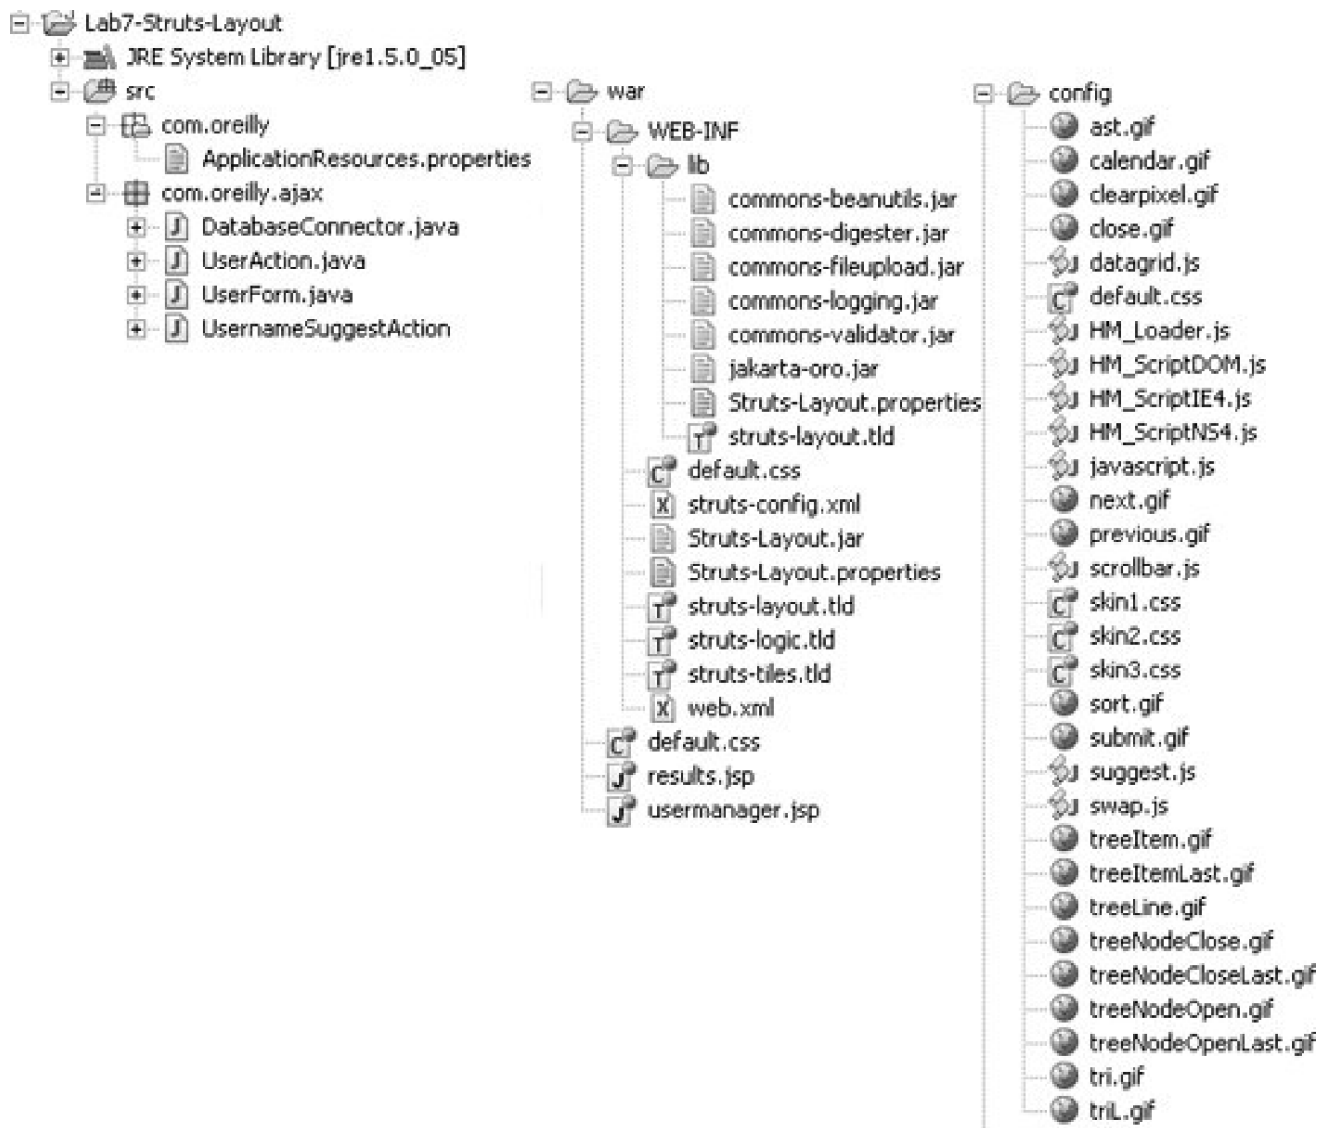 Lab7-Struts-Layout
JRE System Library [jre1.5.0_05]
src
com.oreilly
ApplicationResources.properties
com.oreilly.ajax
DatabaseConnector.java
UserAction.java
UserForm.java
UsernameSuggestAction
war
WEB-INF
lib
commons-beanutils.jar
commons-digester.jar
commons-fileupload.jar
commons-logging.jar
commons-validator.jar
jakarta-oro.jar
Struts-Layout.properties
struts-layout.tld
default.css
struts-config.xml
Struts-Layout.jar
Struts-Layout.properties
struts-layout.tld
struts-logic.tld
struts-tiles.tld
web.xml
default.css
results.jsp
usermanager.jsp
config
ast.gif
calendar.gif
clearpixel.gif
close.gif
datagrid.js
default.css
HM_Loader.js
HM_ScriptDOM.js
HM_ScriptIE4.js
HM_ScriptNS4.js
javascript.js
next.gif
previous.gif
scrollbar.js
skin1.css
skin2.css
skin3.css
sort.gif
submit.gif
suggest.js
swap.js
treeItem.gif
treeItemLast.gif
treeLine.gif
treeNodeClose.gif
treeNodeCloseLast.gif
treeNodeOpen.gif
treeNodeOpenLast.gif
tri.gif
triL.gif